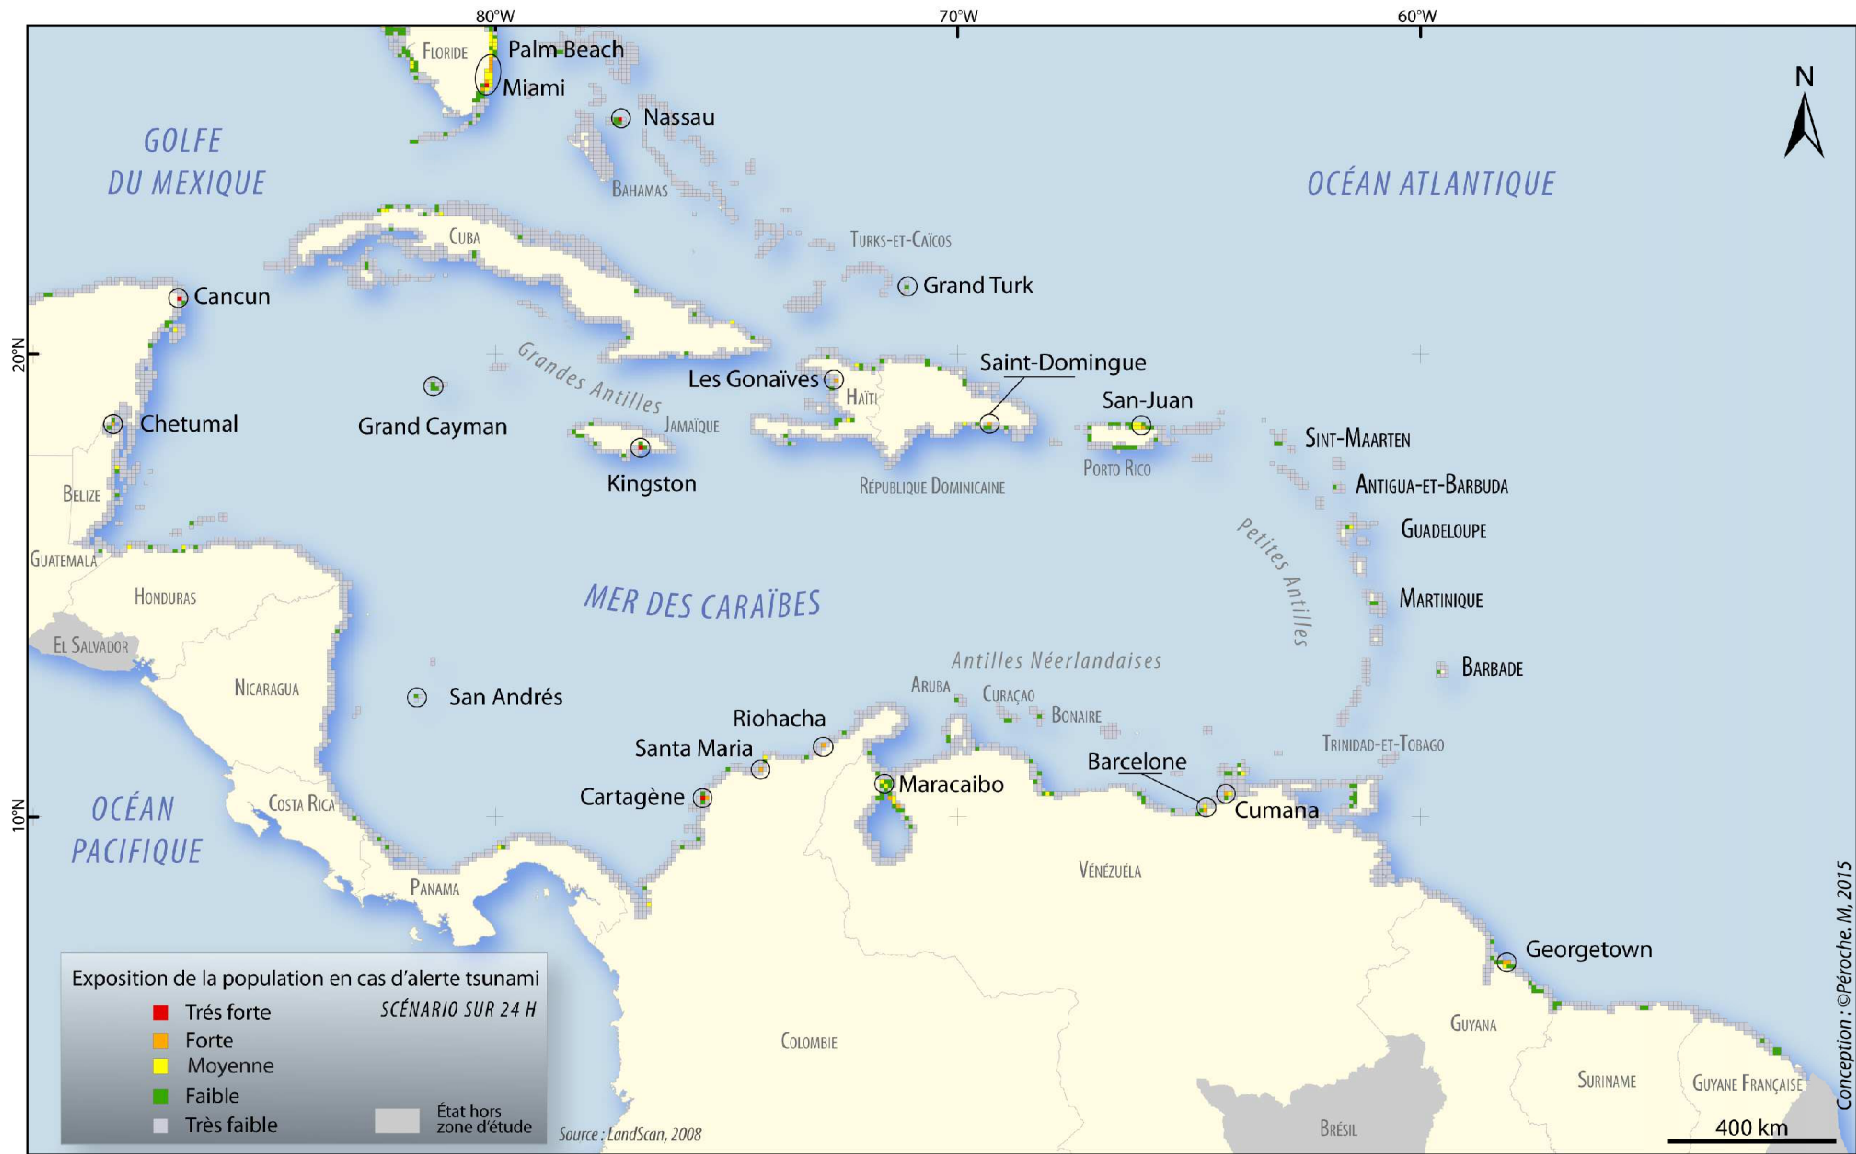 80°W
70°W
60°W
FLORIDE
Palm Beach
Miami
N
Nassau
GOLFE
DU MEXIQUE
OCÉAN ATLANTIQUE
BAHAMAS
CUBA
TURKS-ET-CAÏCOS
Cancun
Grand Turk
20°N
Grandes Antilles
Saint-Domingue
Les Gonaïves
HAÏTI
San-Juan
Grand Cayman
JAMAÏQUE
Chetumal
SINT-MAARTEN
PORTO RICO
Kingston
RÉPUBLIQUE DOMINICAINE
ANTIGUA-ET-BARBUDA
BELIZE
GUADELOUPE
Petites Antilles
GUATEMALA
HONDURAS
MER DES CARAÏBES
MARTINIQUE
EL SALVADOR
Antilles Néerlandaises
BARBADE
NICARAGUA
San Andrés
ARUBA
CURAÇAO
BONAIRE
Riohacha
Santa Maria
TRINIDAD-ET-TOBAGO
Barcelone
Cartagène
Maracaibo
COSTA RICA
Cumana
10°N
OCÉAN
PACIFIQUE
VÉNÉZUÉLA
PANAMA
Georgetown
GUYANA
COLOMBIE
SURINAME
GUYANE FRANÇAISE
BRÉSIL
400 km
Exposition de la population en cas d'alerte tsunami
SCÉNARIO SUR 24 H
Trés forte
Forte
Moyenne
Faible
Très faible
État hors
zone d'étude
Source : LandScan, 2008
Conception : ©Péroche. M, 2015